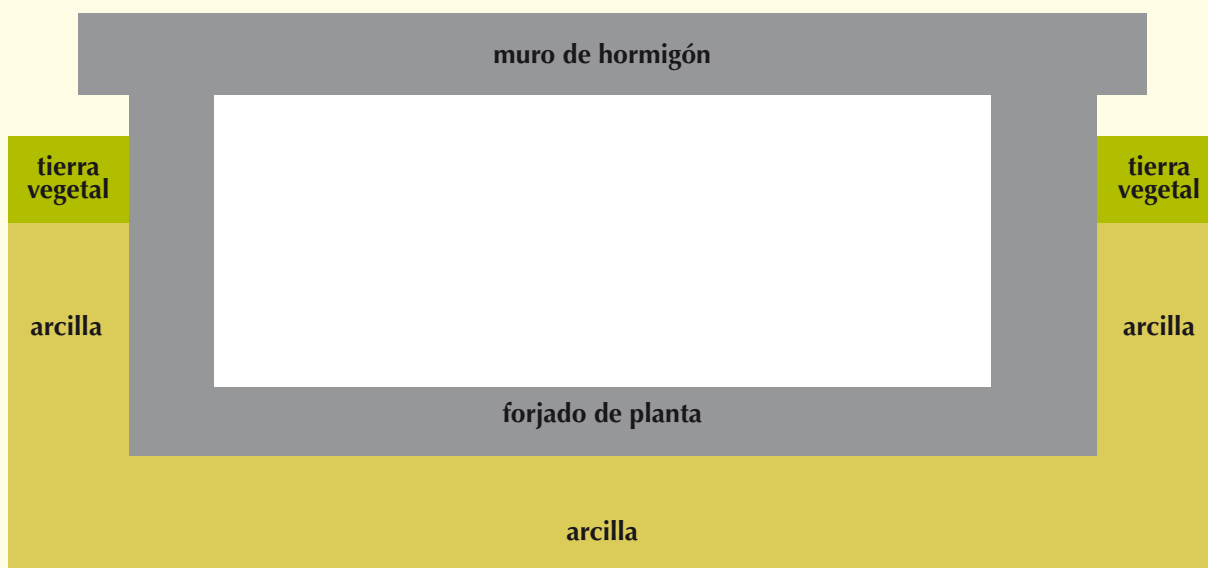 muro de hormigón
tierra
vegetal
tierra
vegetal
arcilla
arcilla
forjado de planta
arcilla